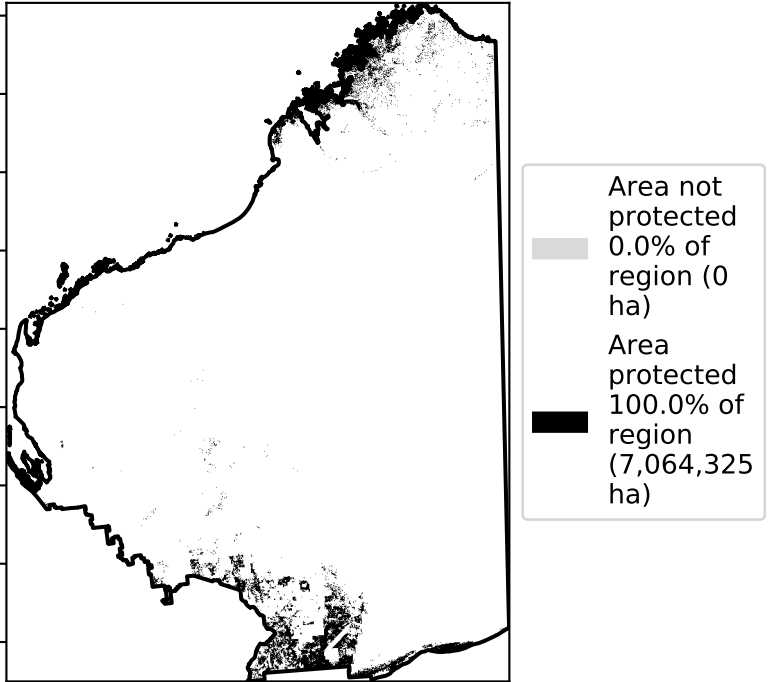 Area not
protected
0.0% of
region (0
ha)
Area
protected
100.0% of
region
(7,064,325
ha)